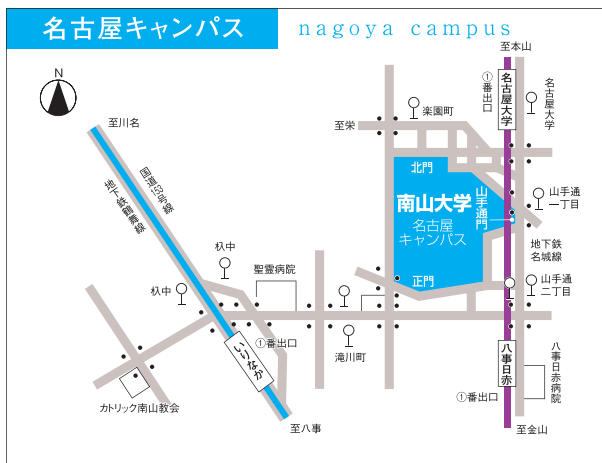 名古屋キャンパス
nagoya campus
至本山
N
①番出口
名古屋大学
名古屋大学
楽園町
至栄
至川名
国道153号線
地下鉄鶴舞線
北門
南山大学
名古屋
キャンパス
山手通門
山手通
一丁目
地下鉄
名城線
杁中
聖霊病院
正門
山手通
二丁目
杁中
①番出口
いりなか
滝川町
八事日赤
八事日赤病院
①番出口
カトリック南山教会
至八事
至金山